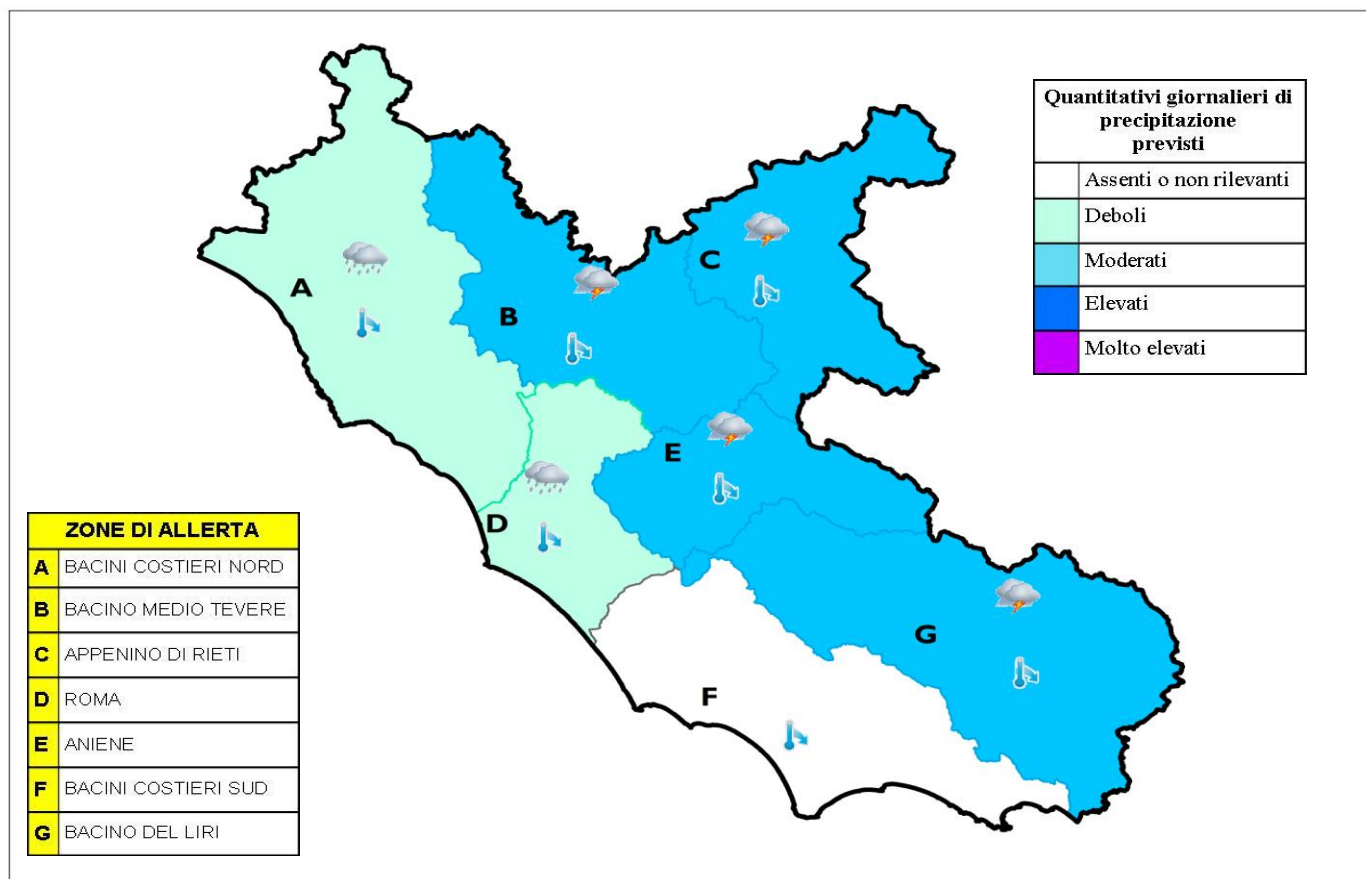 Quantitativi giornalieri di
precipitazione
previsti
Assenti o non rilevanti
Deboli
Moderati
Elevati
Molto elevati
A
B
C
D
E
F
G
ZONE DI ALLERTA
A BACINI COSTIERI NORD
B BACINO MEDIO TEVERE
C APPENINO DI RIETI
D ROMA
E ANIENE
F BACINI COSTIERI SUD
G BACINO DEL LIRI